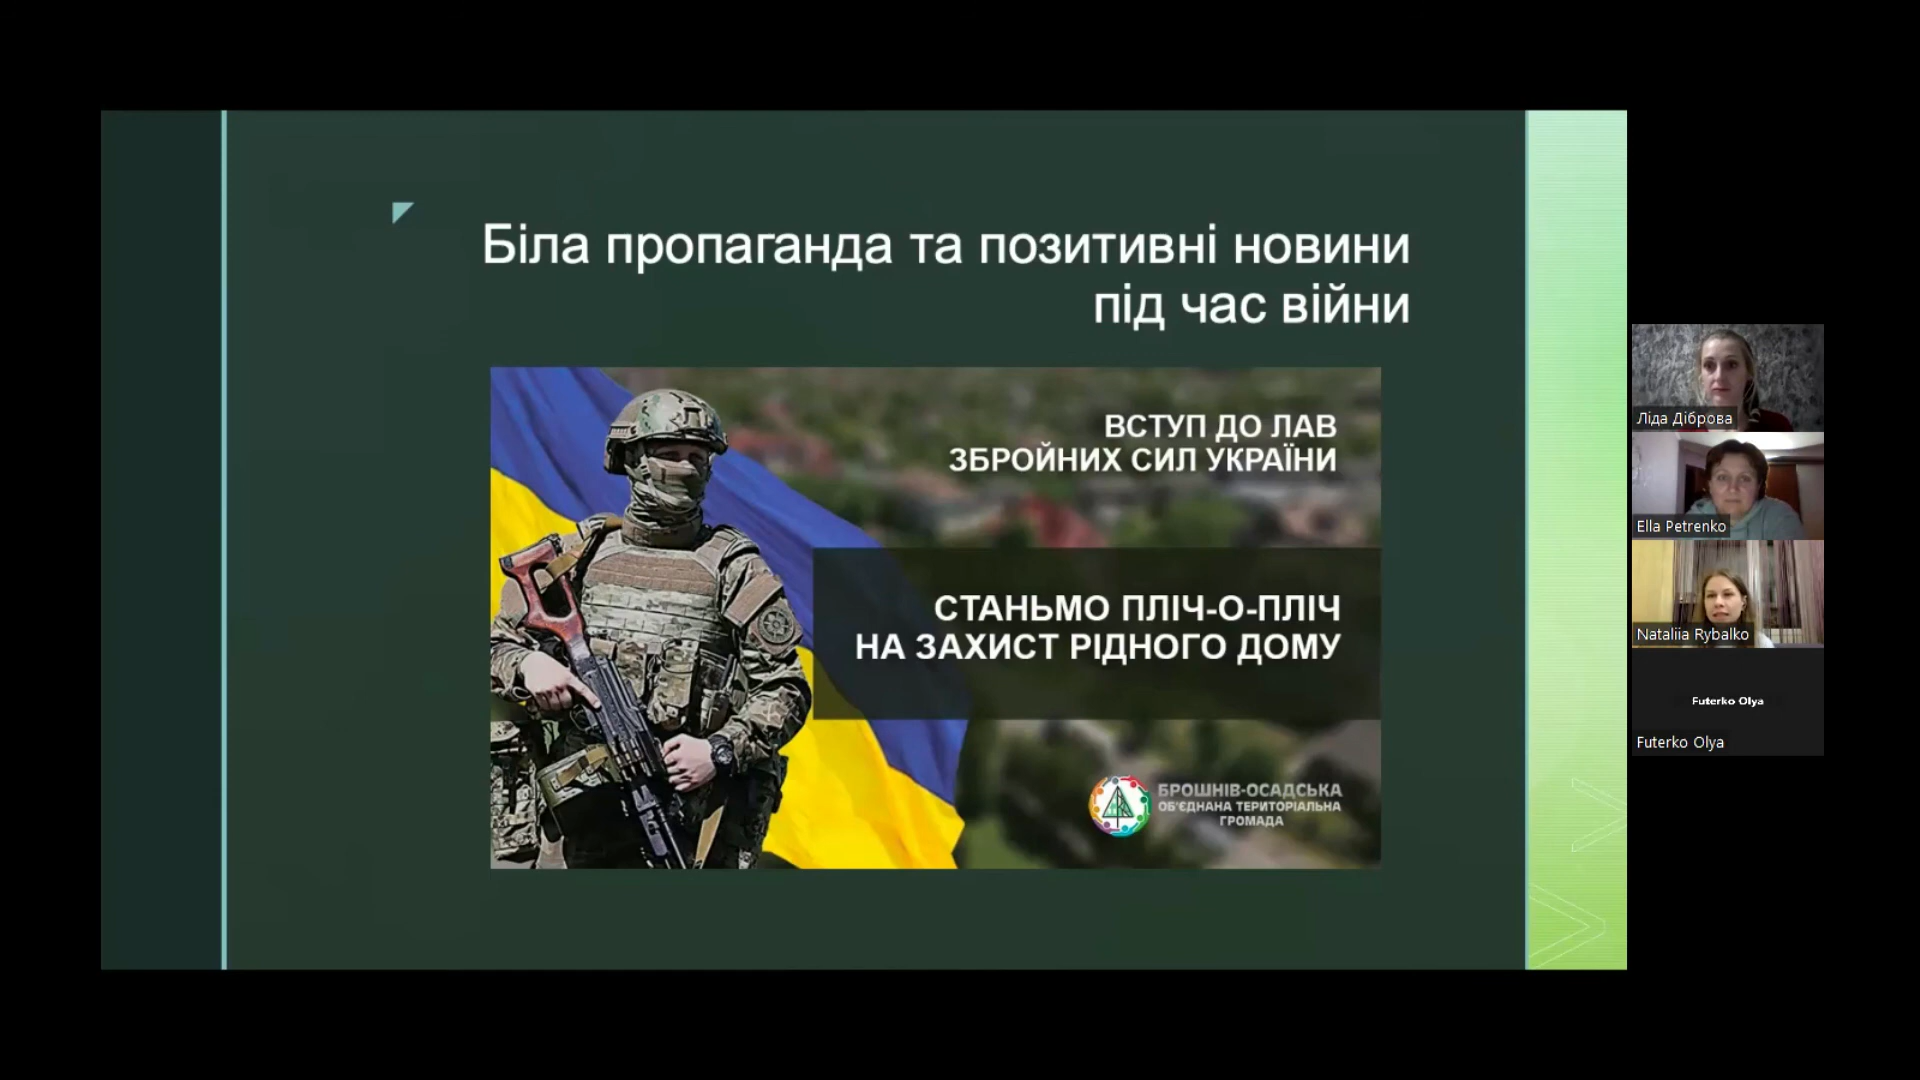 Біла пропаганда та позитивні новини
під час війни
ВСТУП ДО ЛАВ
ЗБРОЙНИХ СИЛ УКРАЇНИ
СТАНЬМО ПЛІЧ-О-ПЛІЧ
НА ЗАХИСТ РІДНОГО ДОМУ
БРОШНІВ-ОСАДСЬКА
ОБ'ЄДНАНА ТЕРИТОРІАЛЬНА
ГРОМАДА
Ліда Діброва
Ella Petrenko
Nataliia Rybalko
Futerko Olya
Futerko Olya